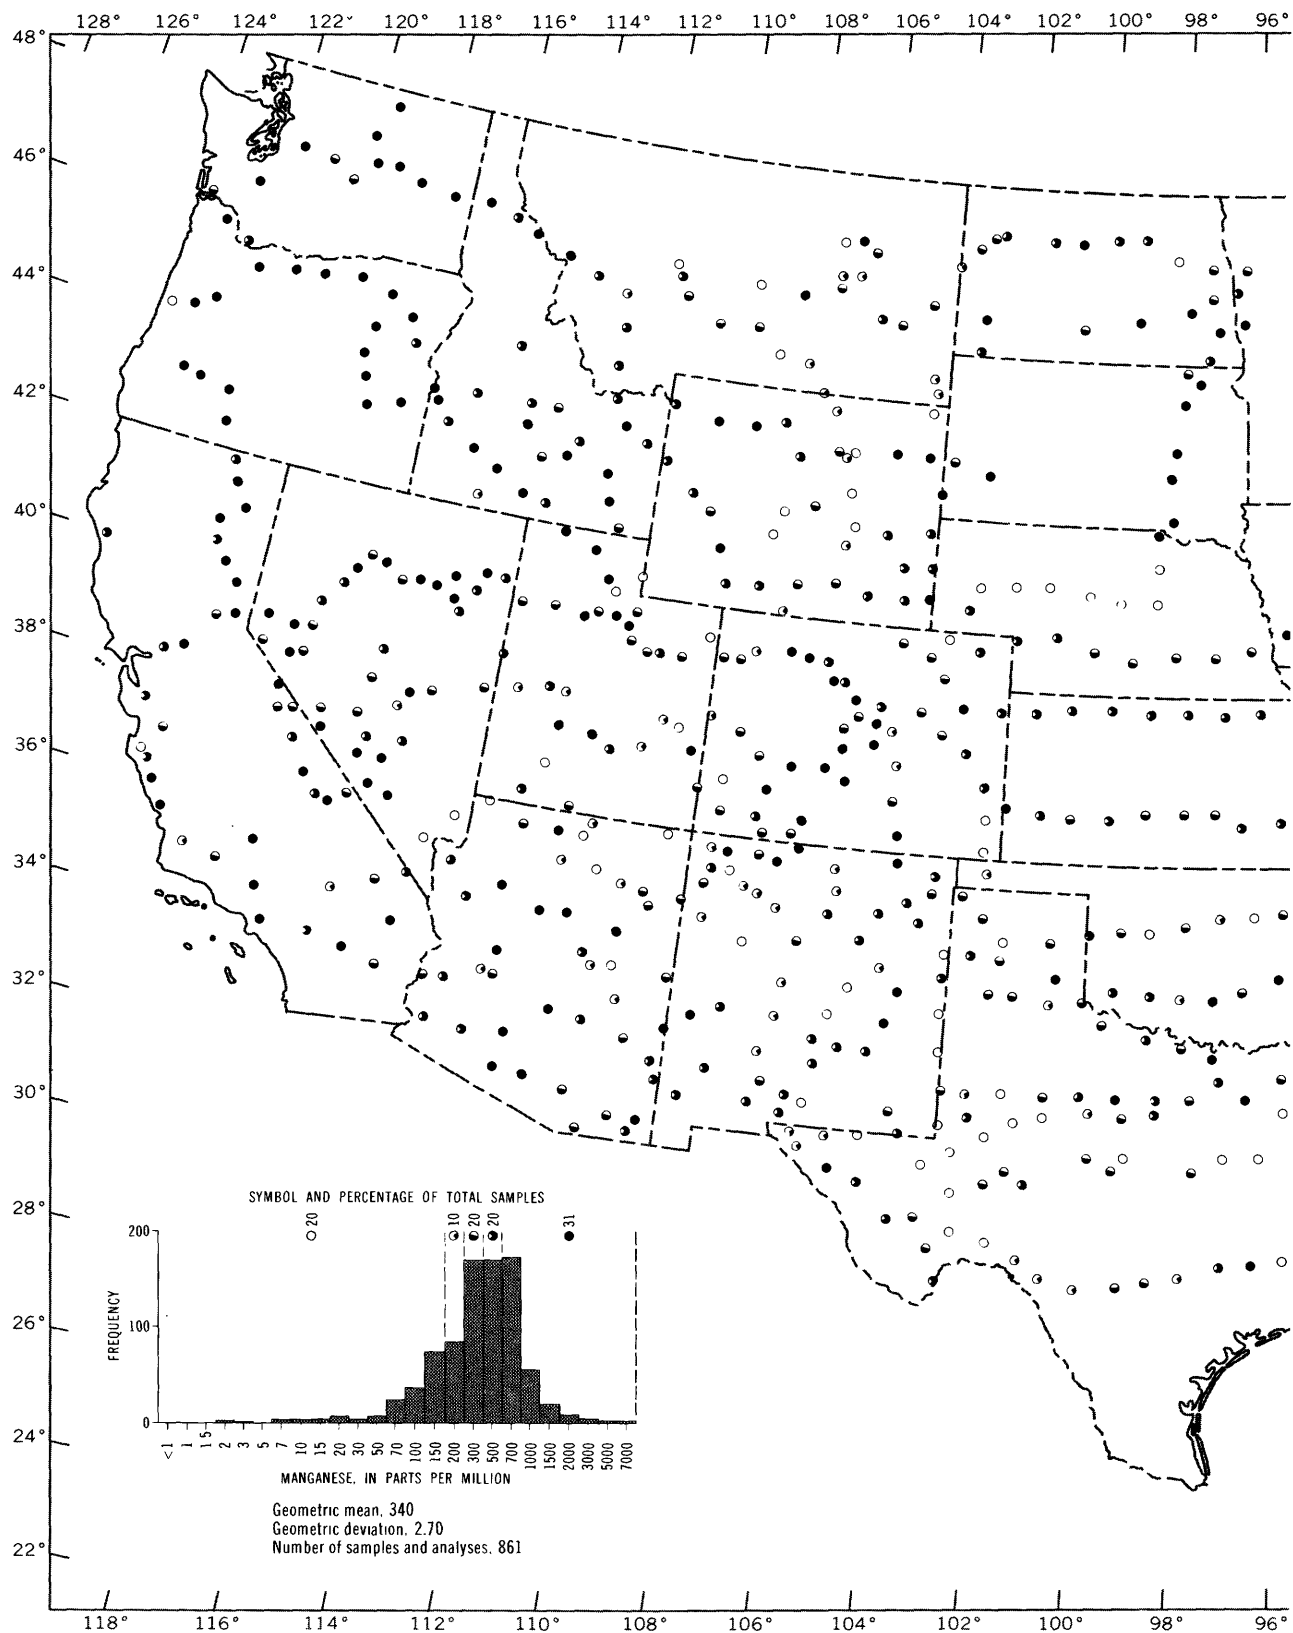 128° 126° 124° 122° 120° 118° 116° 114° 112° 110° 108° 106° 104° 102° 100° 98° 96°
48°
46°
44°
42°
40°
38°
36°
34°
32°
30°
28°
26°
24°
22°
SYMBOL AND PERCENTAGE OF TOTAL SAMPLES
20 10 20 20 31
200
100
0
FREQUENCY
<1 1 1 5 2 3 5 7 10 15 20 30 50 70 100 150 200 300 500 700 1000 1500 2000 3000 5000 7000
MANGANESE, IN PARTS PER MILLION
Geometric mean, 340
Geometric deviation, 2.70
Number of samples and analyses, 861
118° 116° 114° 112° 110° 108° 106° 104° 102° 100° 98° 96°